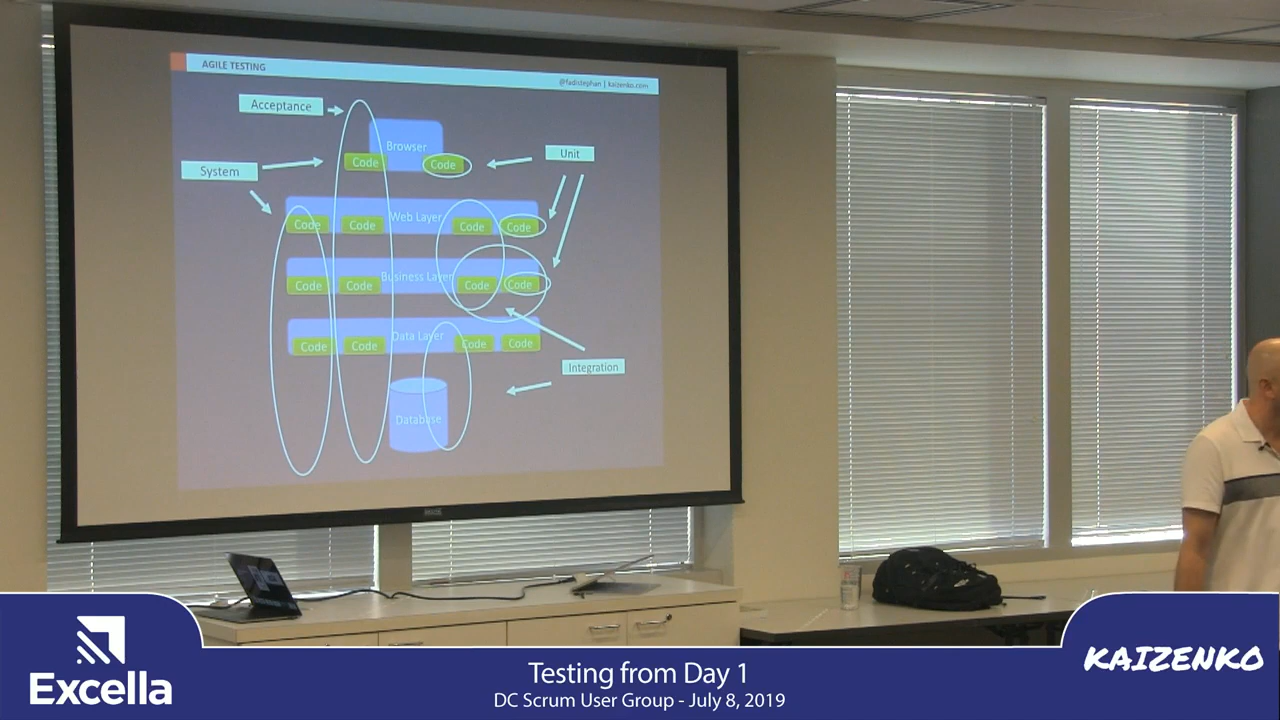 AGILE TESTING
@fadistephan | kaizenko.com
Acceptance
Browser
Code
Code
Unit
System
Web Layer
Code
Code
Code
Code
Business Layer
Code
Code
Code
Code
Data Layer
Code
Code
Code
Code
Integration
Database
Excella
Testing from Day 1
DC Scrum User Group - July 8, 2019
KAIZENKO